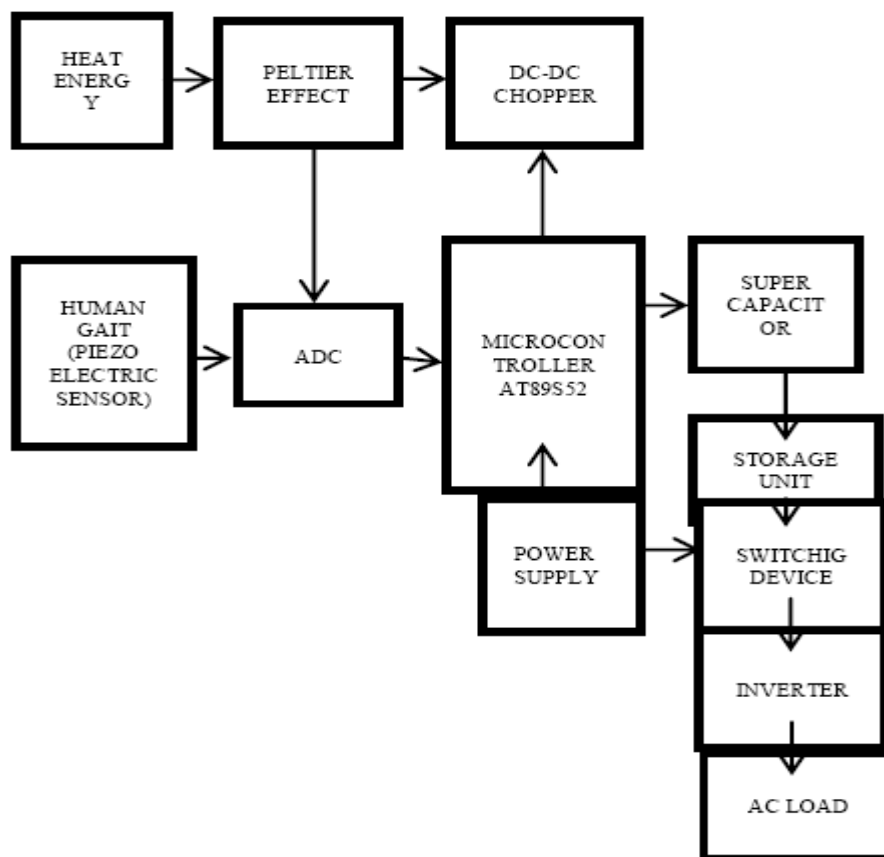 HEAT
ENERG
Y
PELTIER
EFFECT
DC-DC
CHOPPER
HUMAN
GAIT
(PIEZO
ELECTRIC
SENSOR)
ADC
MICROCON
TROLLER
AT89S52
SUPER
CAPACIT
OR
STORAGE
UNIT
POWER
SUPPLY
SWITCHIG
DEVICE
INVERTER
AC LOAD